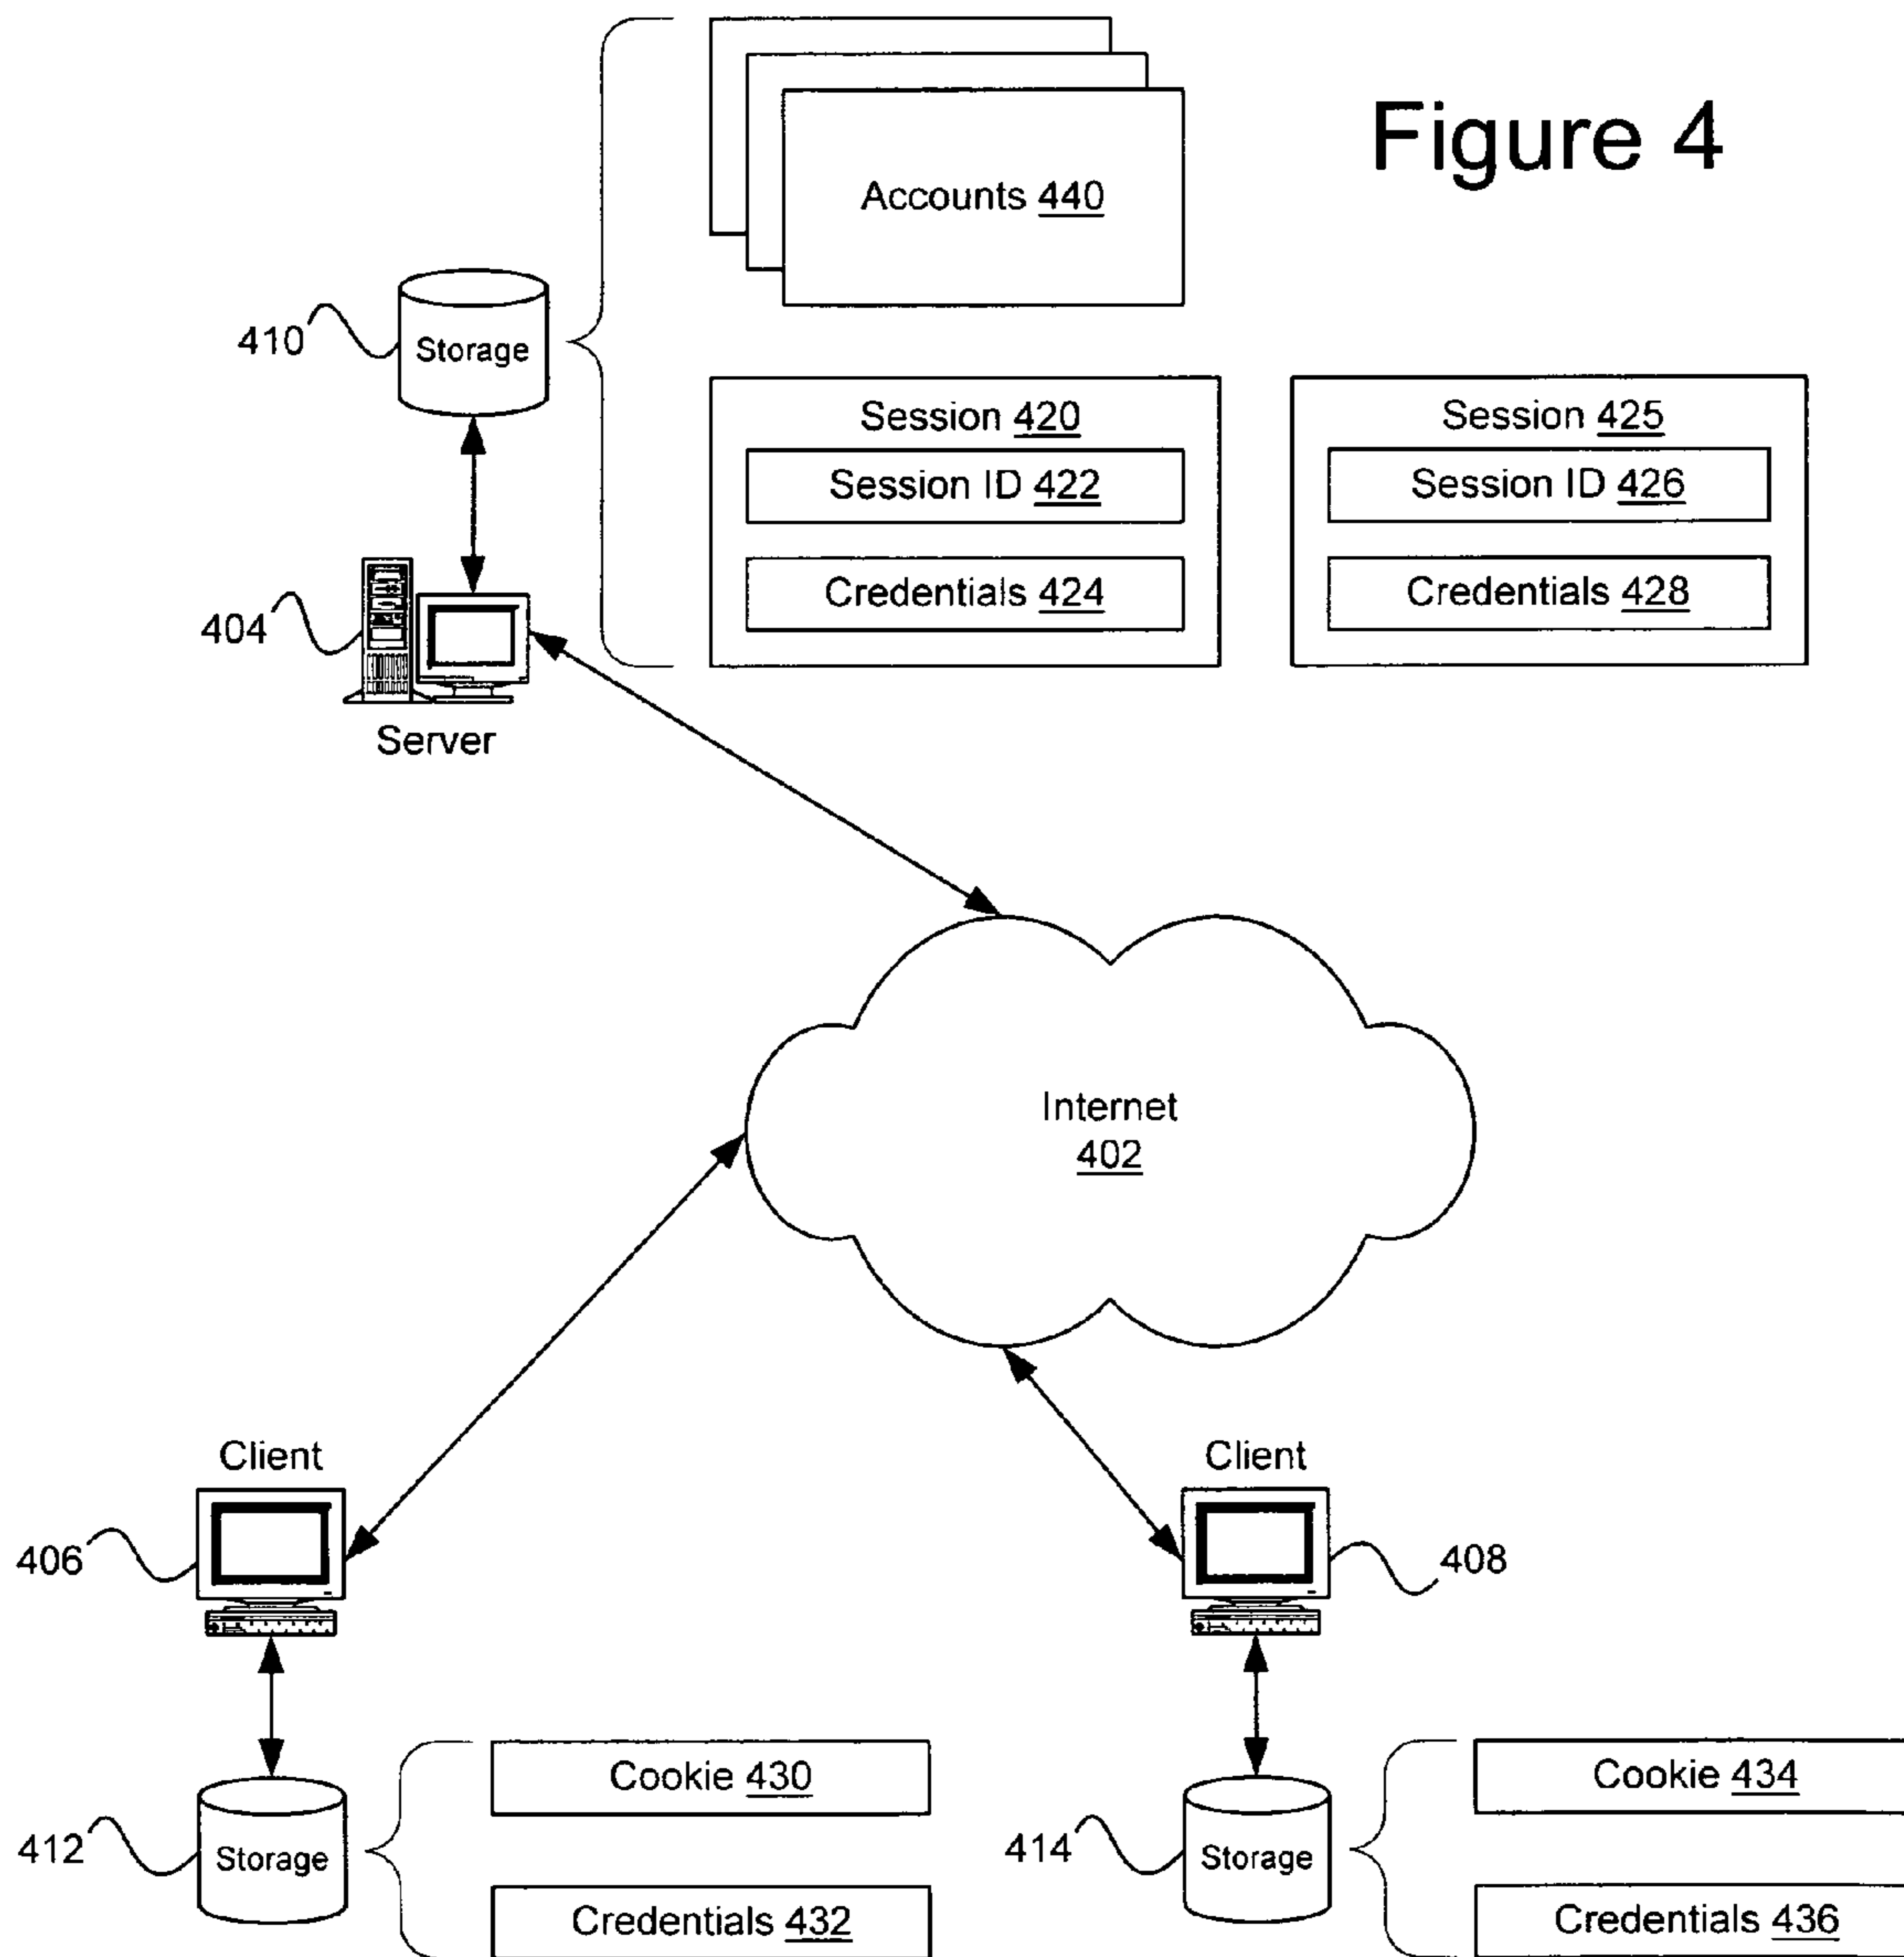 Figure 4
Accounts 440
410
Storage
Session 420
Session ID 422
Credentials 424
Session 425
Session ID 426
Credentials 428
404
Server
Internet
402
Client
406
Client
408
412
Storage
Cookie 430
Credentials 432
414
Storage
Cookie 434
Credentials 436